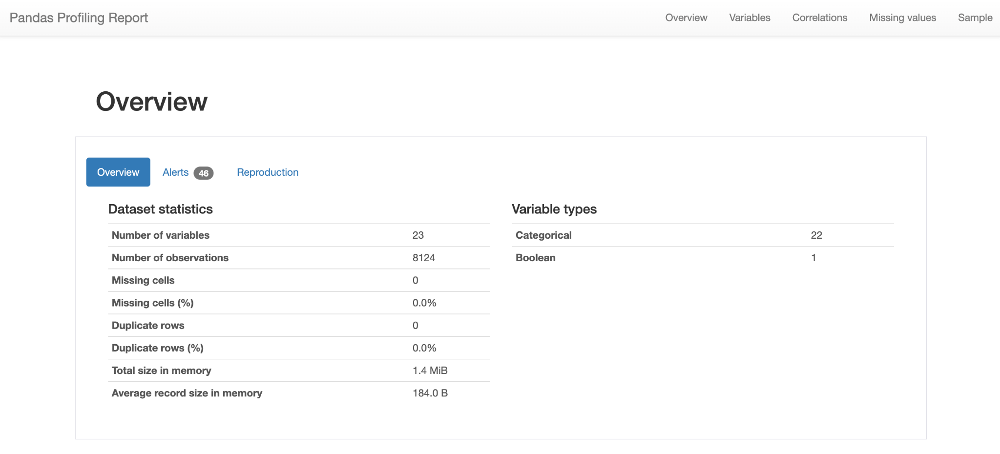 Pandas Profiling Report Overview Variables Correlations Missing values Sample
Overview
Overview Alerts 46 Reproduction
Dataset statistics
Number of variables 23
Number of observations 8124
Missing cells 0
Missing cells (%) 0.0%
Duplicate rows 0
Duplicate rows (%) 0.0%
Total size in memory 1.4 MiB
Average record size in memory 184.0 B
Variable types
Categorical 22
Boolean 1